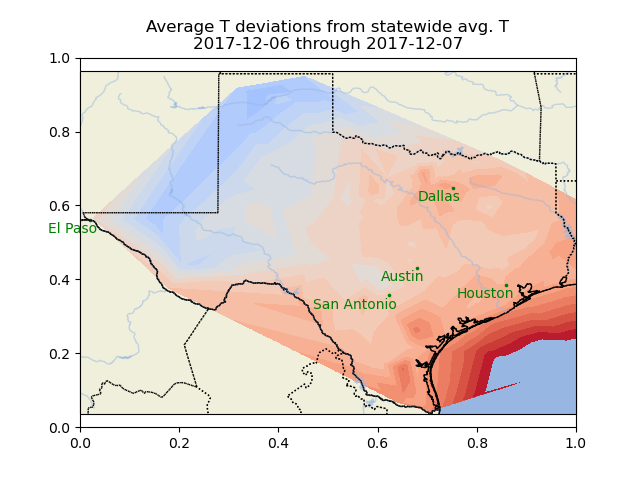 Average T deviations from statewide avg. T
2017-12-06 through 2017-12-07
1.0
0.8
0.6
0.4
0.2
0.0
Dallas
El Paso
Austin
Houston
San Antonio
0.0 0.2 0.4 0.6 0.8 1.0